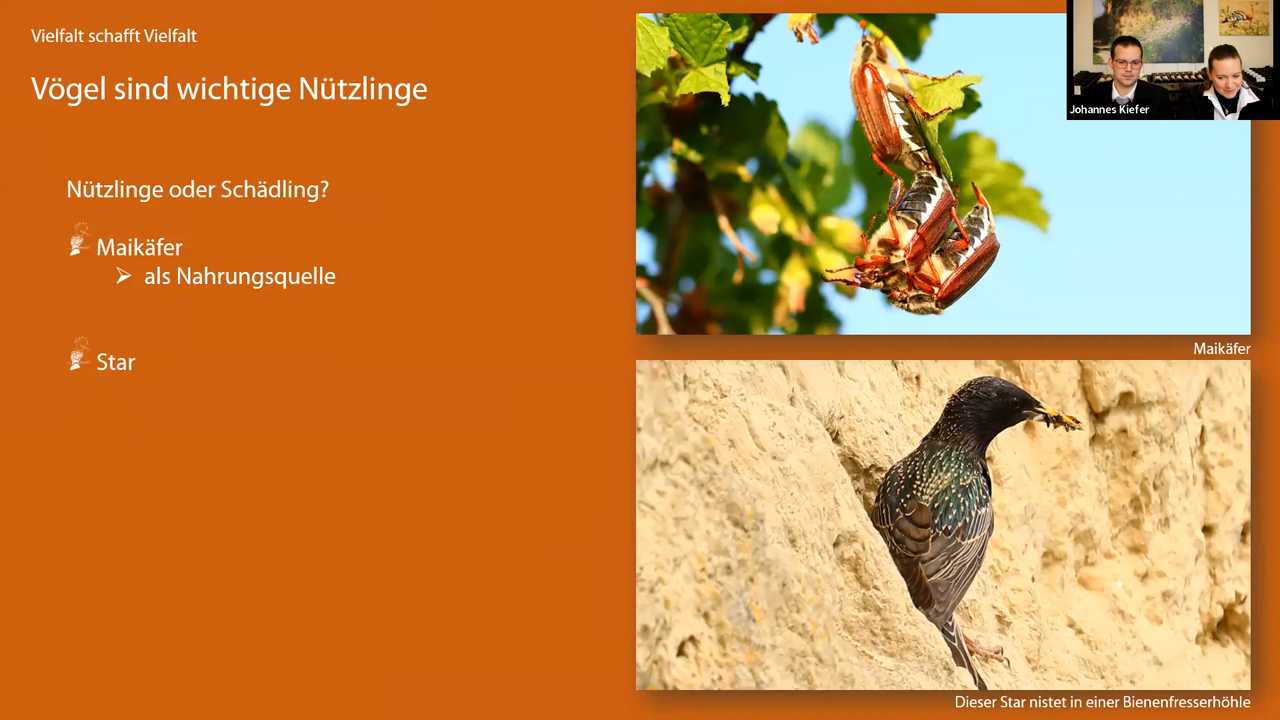 Vielfalt schafft Vielfalt
Vögel sind wichtige Nützlinge
Nützlinge oder Schädling?
Maikäfer
als Nahrungsquelle
Star
Johannes Kiefer
Maikäfer
Dieser Star nistet in einer Bienenfresserhöhle